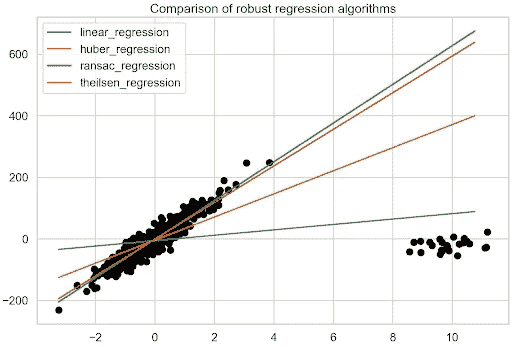 Comparison of robust regression algorithms
linear_regression
huber_regression
ransac_regression
theilsen_regression
600
400
200
0
−200
−2
0
2
4
6
8
10